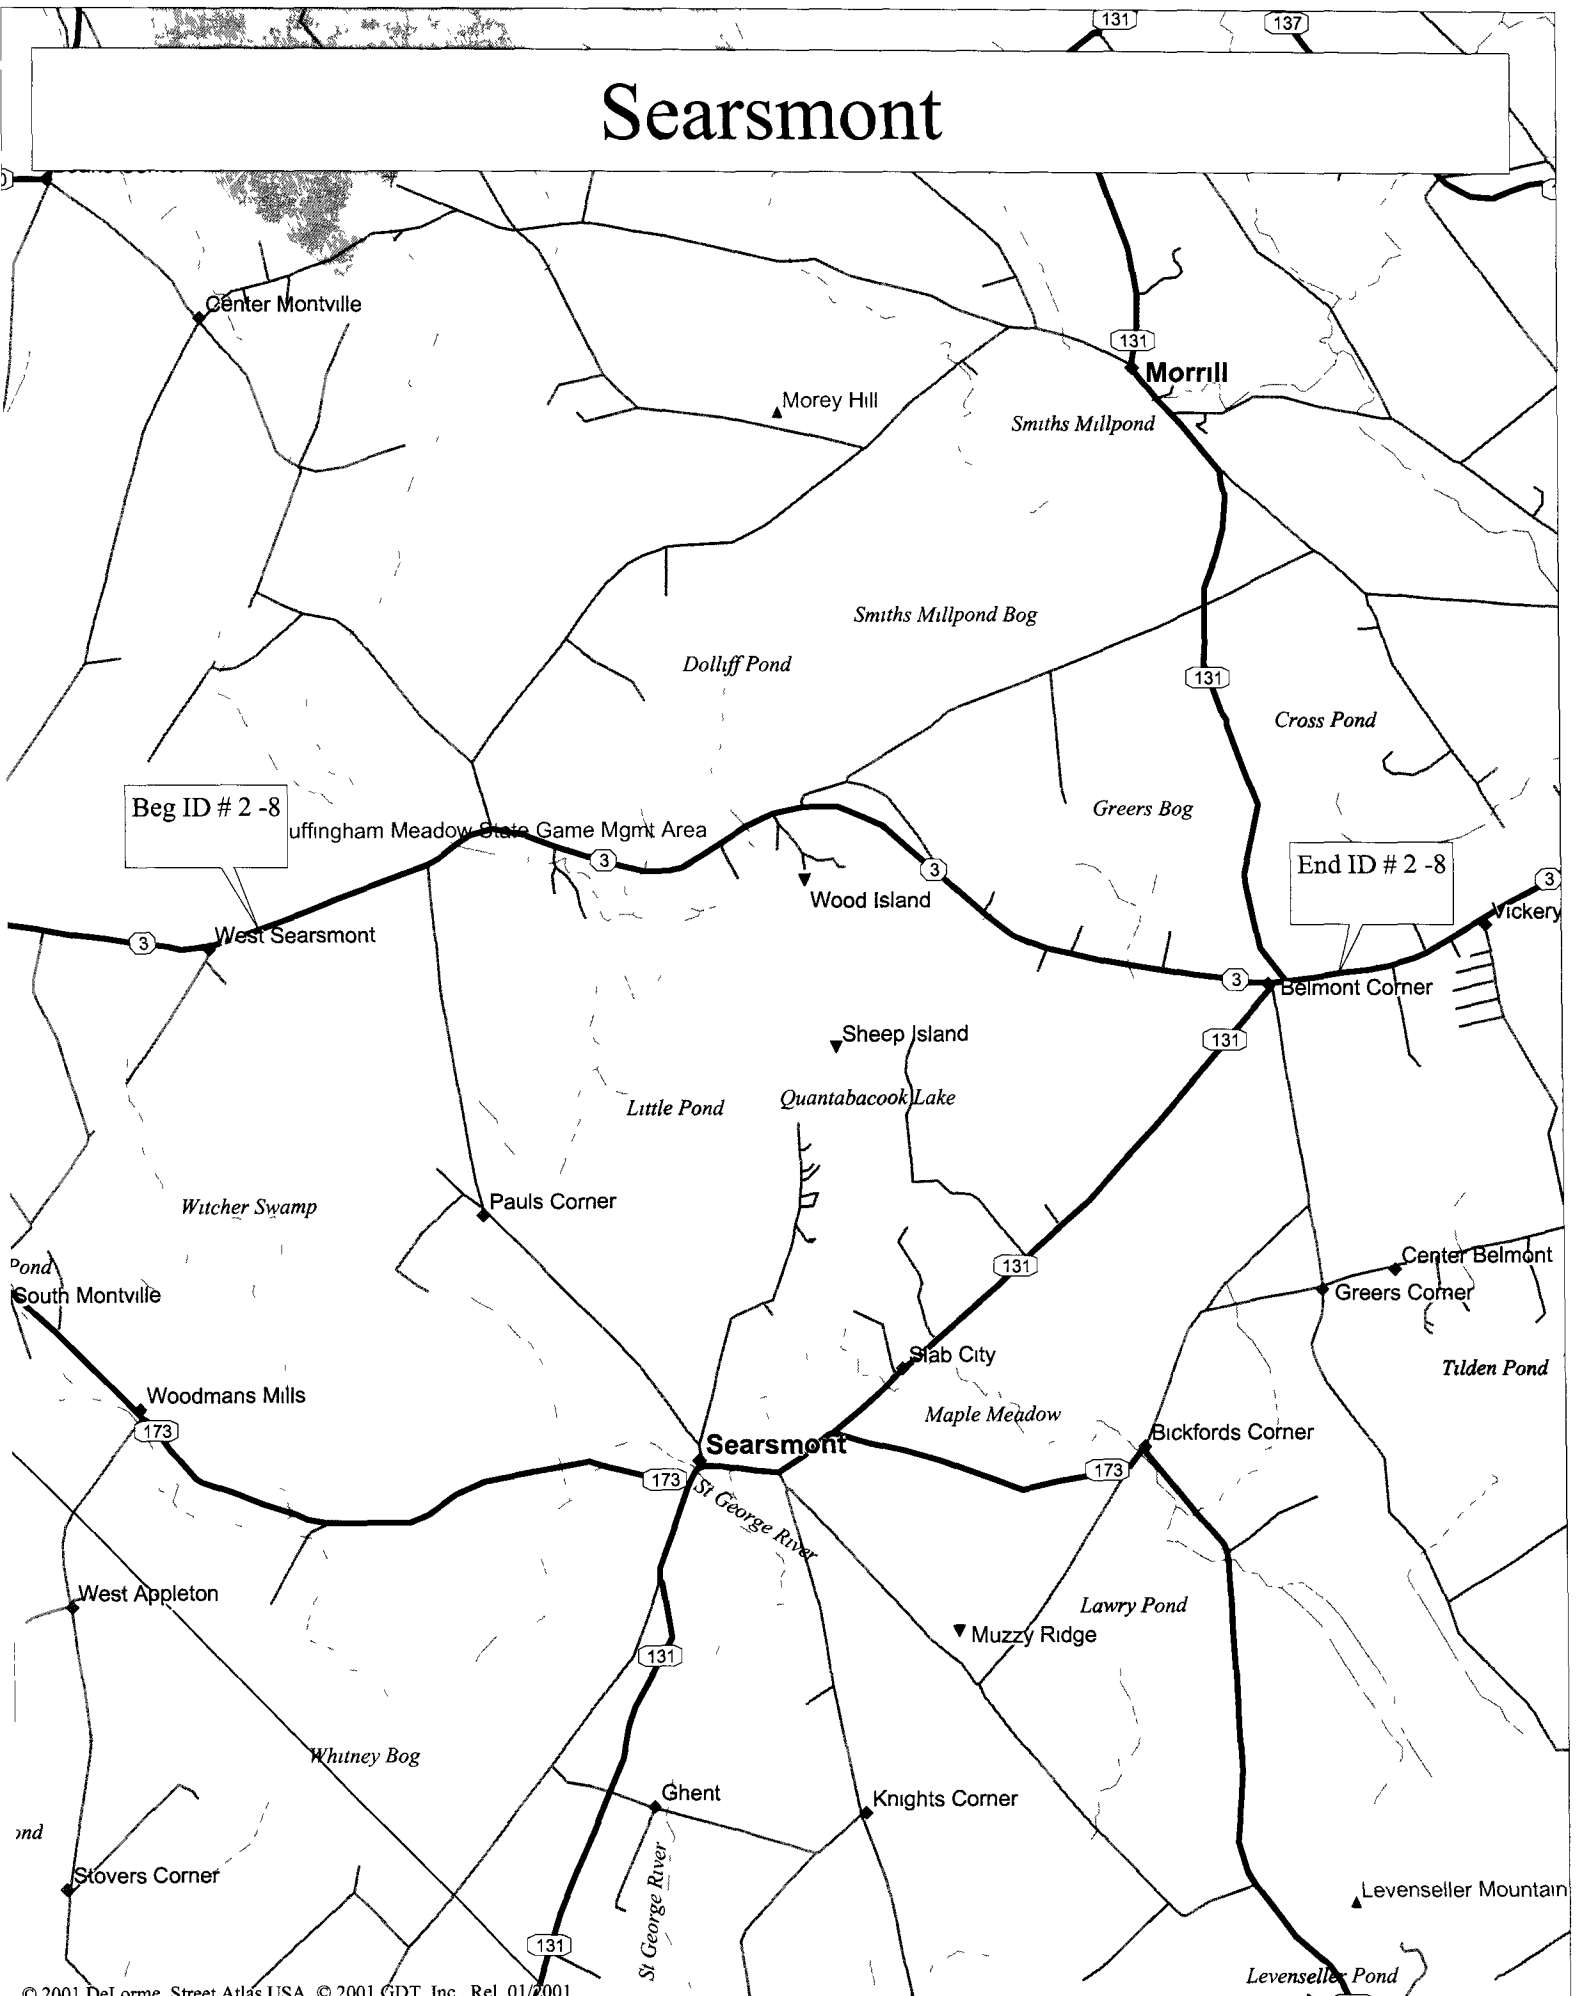 131
137
Searsmont
Center Montville
131
Morrill
Morey Hill
Smiths Millpond
Smiths Millpond Bog
Dolliff Pond
131
Cross Pond
Beg ID # 2 -8
uffingham Meadow State Game Mgmt Area
Greers Bog
3
3
End ID # 2 -8
3
Wood Island
Vickery
3
West Searsmont
3
Belmont Corner
131
Sheep Island
Quantabacook Lake
Little Pond
Pauls Corner
Witcher Swamp
131
Center Belmont
Pond
South Montville
Greers Corner
Slab City
Tilden Pond
Woodmans Mills
Maple Meadow
173
Searsmont
Bickfords Corner
173
173
St George River
West Appleton
Lawry Pond
Muzzy Ridge
131
Whitney Bog
Ghent
Knights Corner
ond
St George River
Stovers Corner
Levenseller Mountain
131
Levenseller Pond
© 2001 DeLorme. Street Atlas USA. © 2001 GDT, Inc., Rel. 01/2001